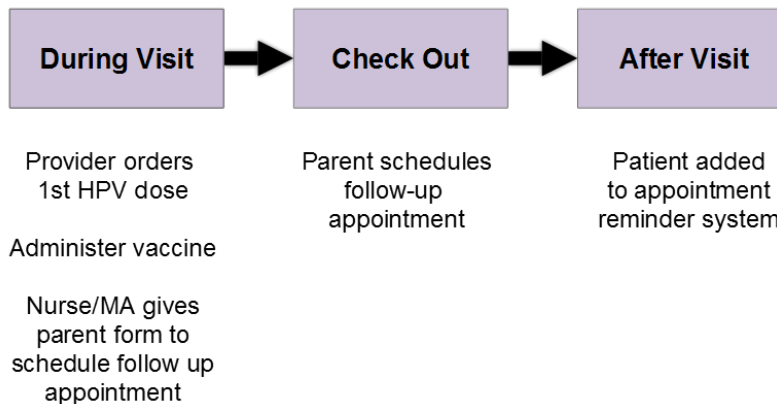 During Visit
Check Out
After Visit
Provider orders
1st HPV dose
Administer vaccine
Nurse/MA gives
parent form to
schedule follow up
appointment
Parent schedules
follow-up
appointment
Patient added
to appointment
reminder system